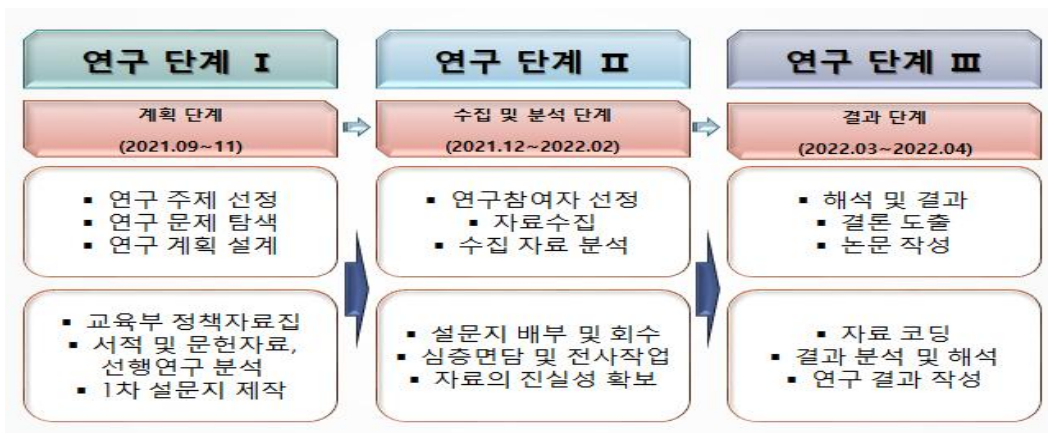 연구 단계 Ⅰ
계획 단계
(2021.09~11)
▪ 연구 주제 선정
▪ 연구 문제 탐색
▪ 연구 계획 설계
▪ 교육부 정책자료집
▪ 서적 및 문헌자료,
선행연구 분석
▪ 1차 설문지 제작
연구 단계 Ⅱ
수집 및 분석 단계
(2021.12~2022.02)
▪ 연구참여자 선정
▪ 자료수집
▪ 수집 자료 분석
▪ 설문지 배부 및 회수
▪ 심층면담 및 전사작업
▪ 자료의 진실성 확보
연구 단계 Ⅲ
결과 단계
(2022.03~2022.04)
▪ 해석 및 결과
▪ 결론 도출
▪ 논문 작성
▪ 자료 코딩
▪ 결과 분석 및 해석
▪ 연구 결과 작성